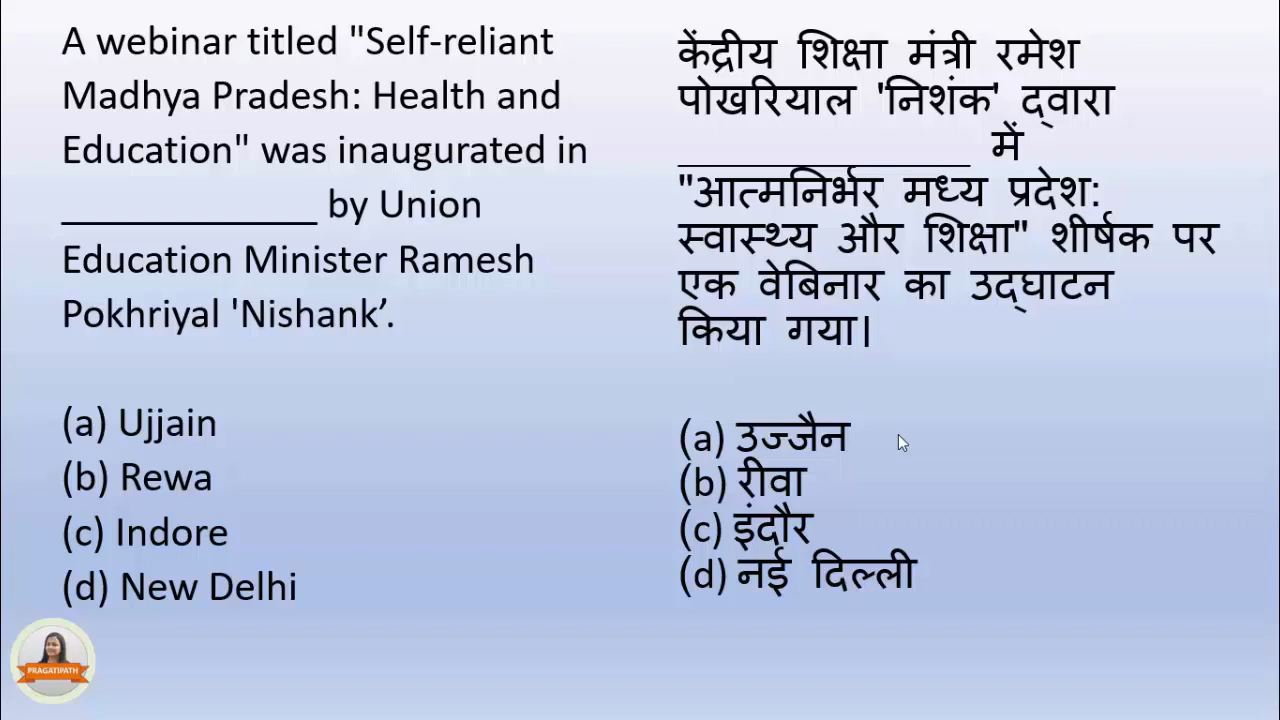 A webinar titled "Self-reliant
Madhya Pradesh: Health and
Education" was inaugurated in
____________ by Union
Education Minister Ramesh
Pokhriyal 'Nishank’.
(a) Ujjain
(b) Rewa
(c) Indore
(d) New Delhi
केंद्रीय शिक्षा मंत्री रमेश
पोखरियाल 'निशंक' द्वारा
______________ में
"आत्मनिर्भर मध्य प्रदेश:
स्वास्थ्य और शिक्षा" शीर्षक पर
एक वेबिनार का उद्घाटन
किया गया।
(a) उज्जैन
(b) रीवा
(c) इंदौर
(d) नई दिल्ली
PRAGATIPATH